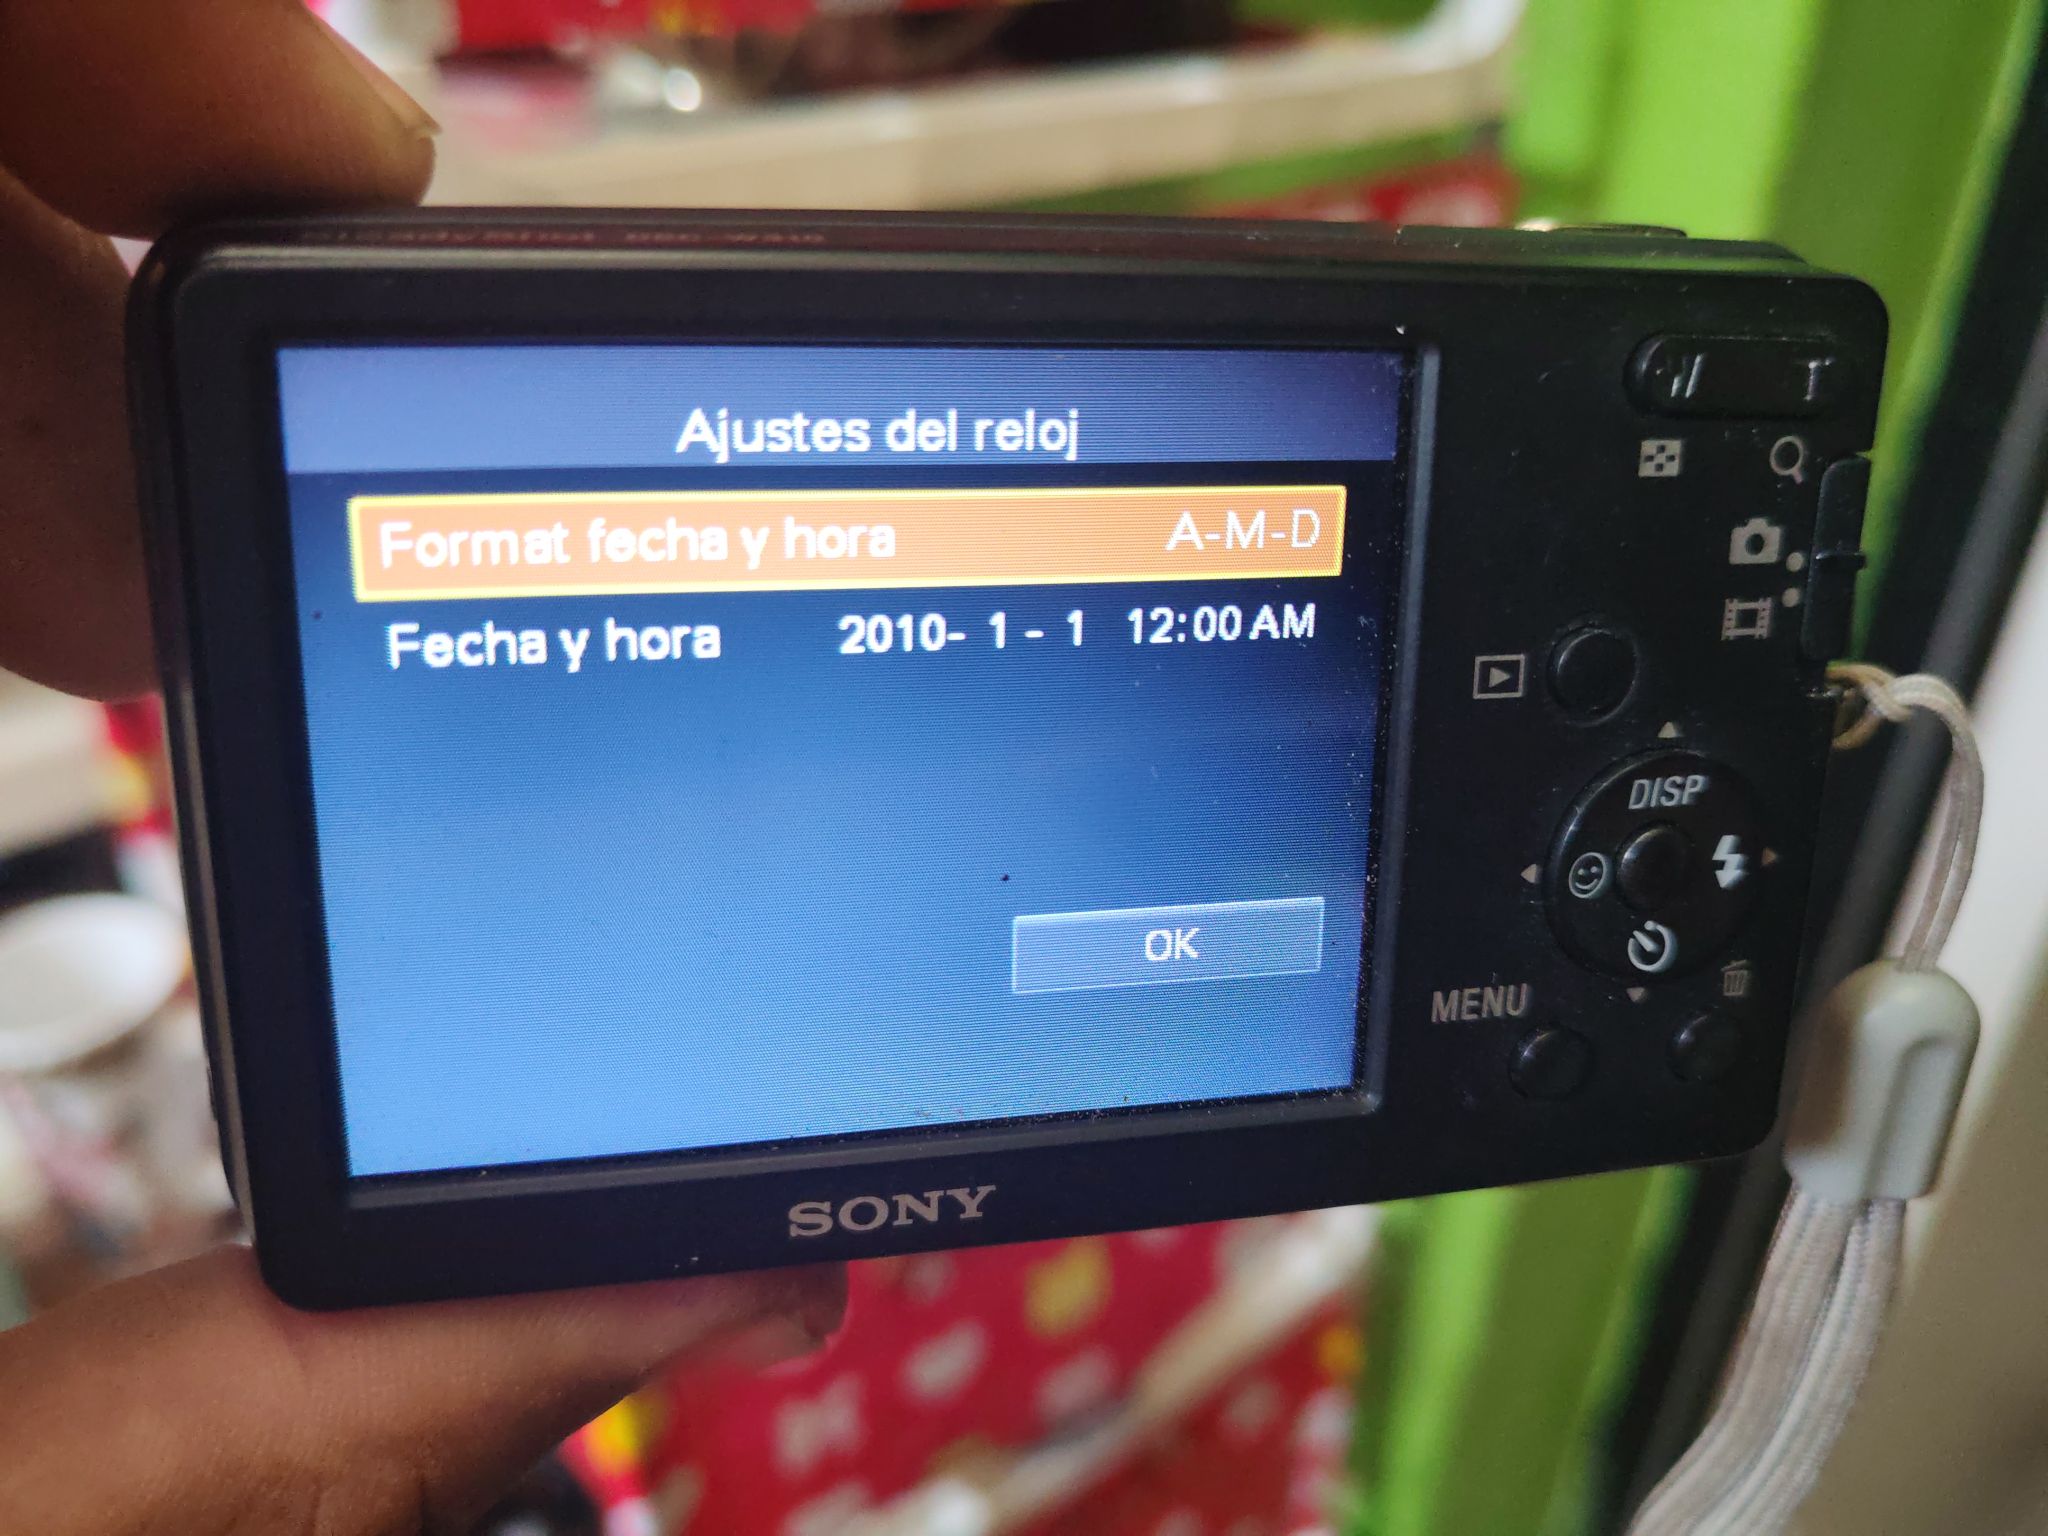 Ajustes del reloj
Format fecha y hora A-M-D
Fecha y hora 2010- 1 - 1 12:00 AM
OK
W T
DISP
MENU
SONY